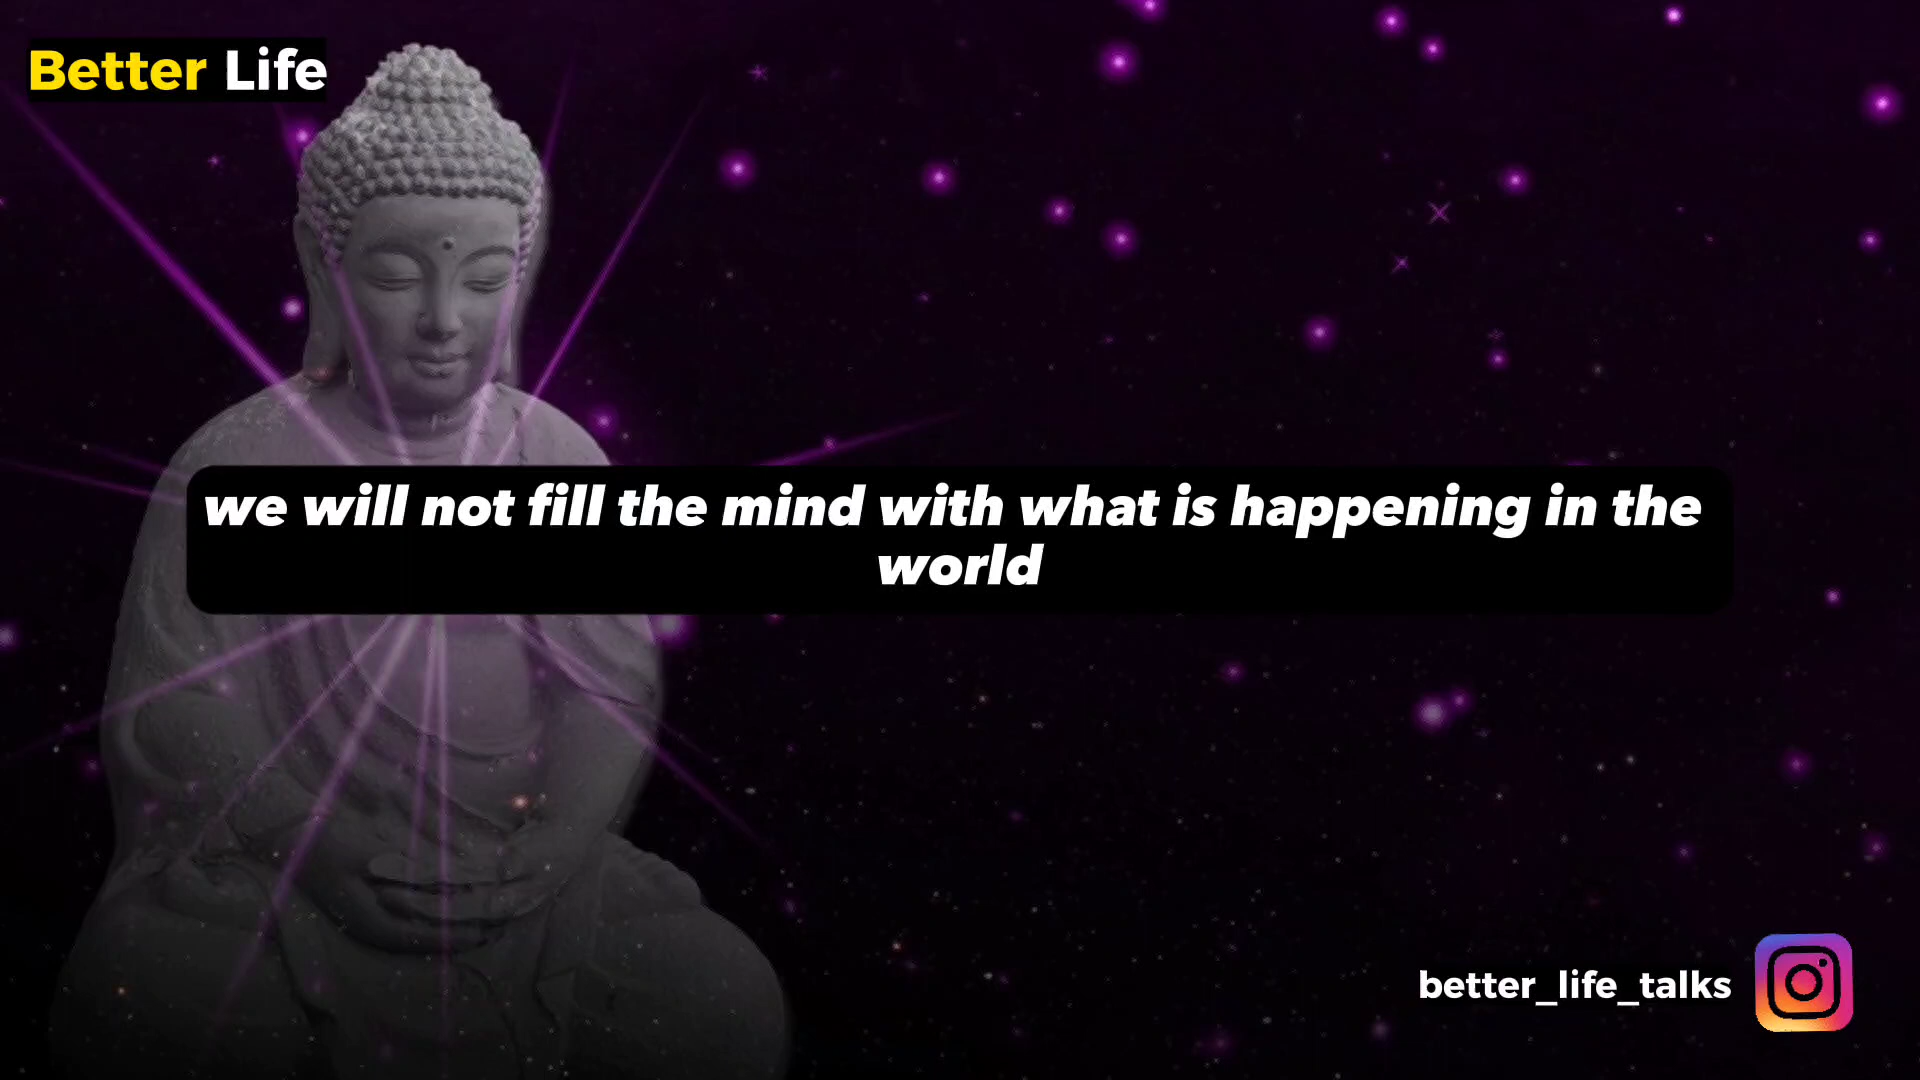 Better Life
we will not fill the mind with what is happening in the
world
better_life_talks